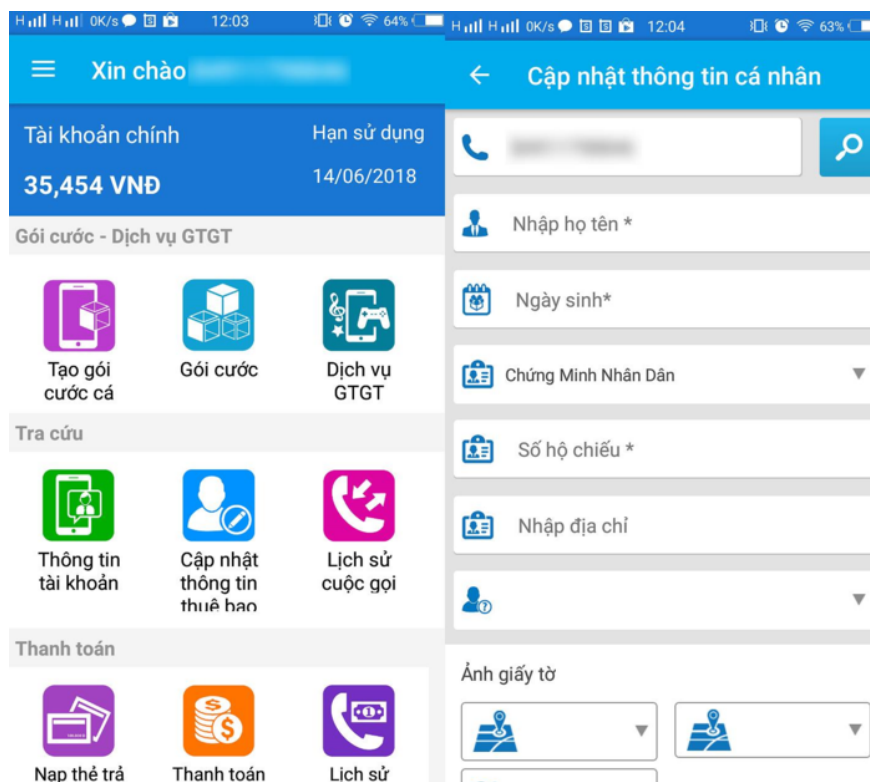 H H 0K/s 12:03 64%
Xin chào
Tài khoản chính
Hạn sử dụng
35,454 VNĐ
14/06/2018
Gói cước - Dịch vụ GTGT
Tạo gói
cước cá
Gói cước
Dịch vụ
GTGT
Tra cứu
Thông tin
tài khoản
Cập nhật
thông tin
thuê bao
Lịch sử
cuộc gọi
Thanh toán
Nạp thẻ trả
Thanh toán
Lịch sử
H H 0K/s 12:04 63%
Cập nhật thông tin cá nhân
Nhập họ tên *
Ngày sinh*
Chứng Minh Nhân Dân
Số hộ chiếu *
Nhập địa chỉ
Ảnh giấy tờ